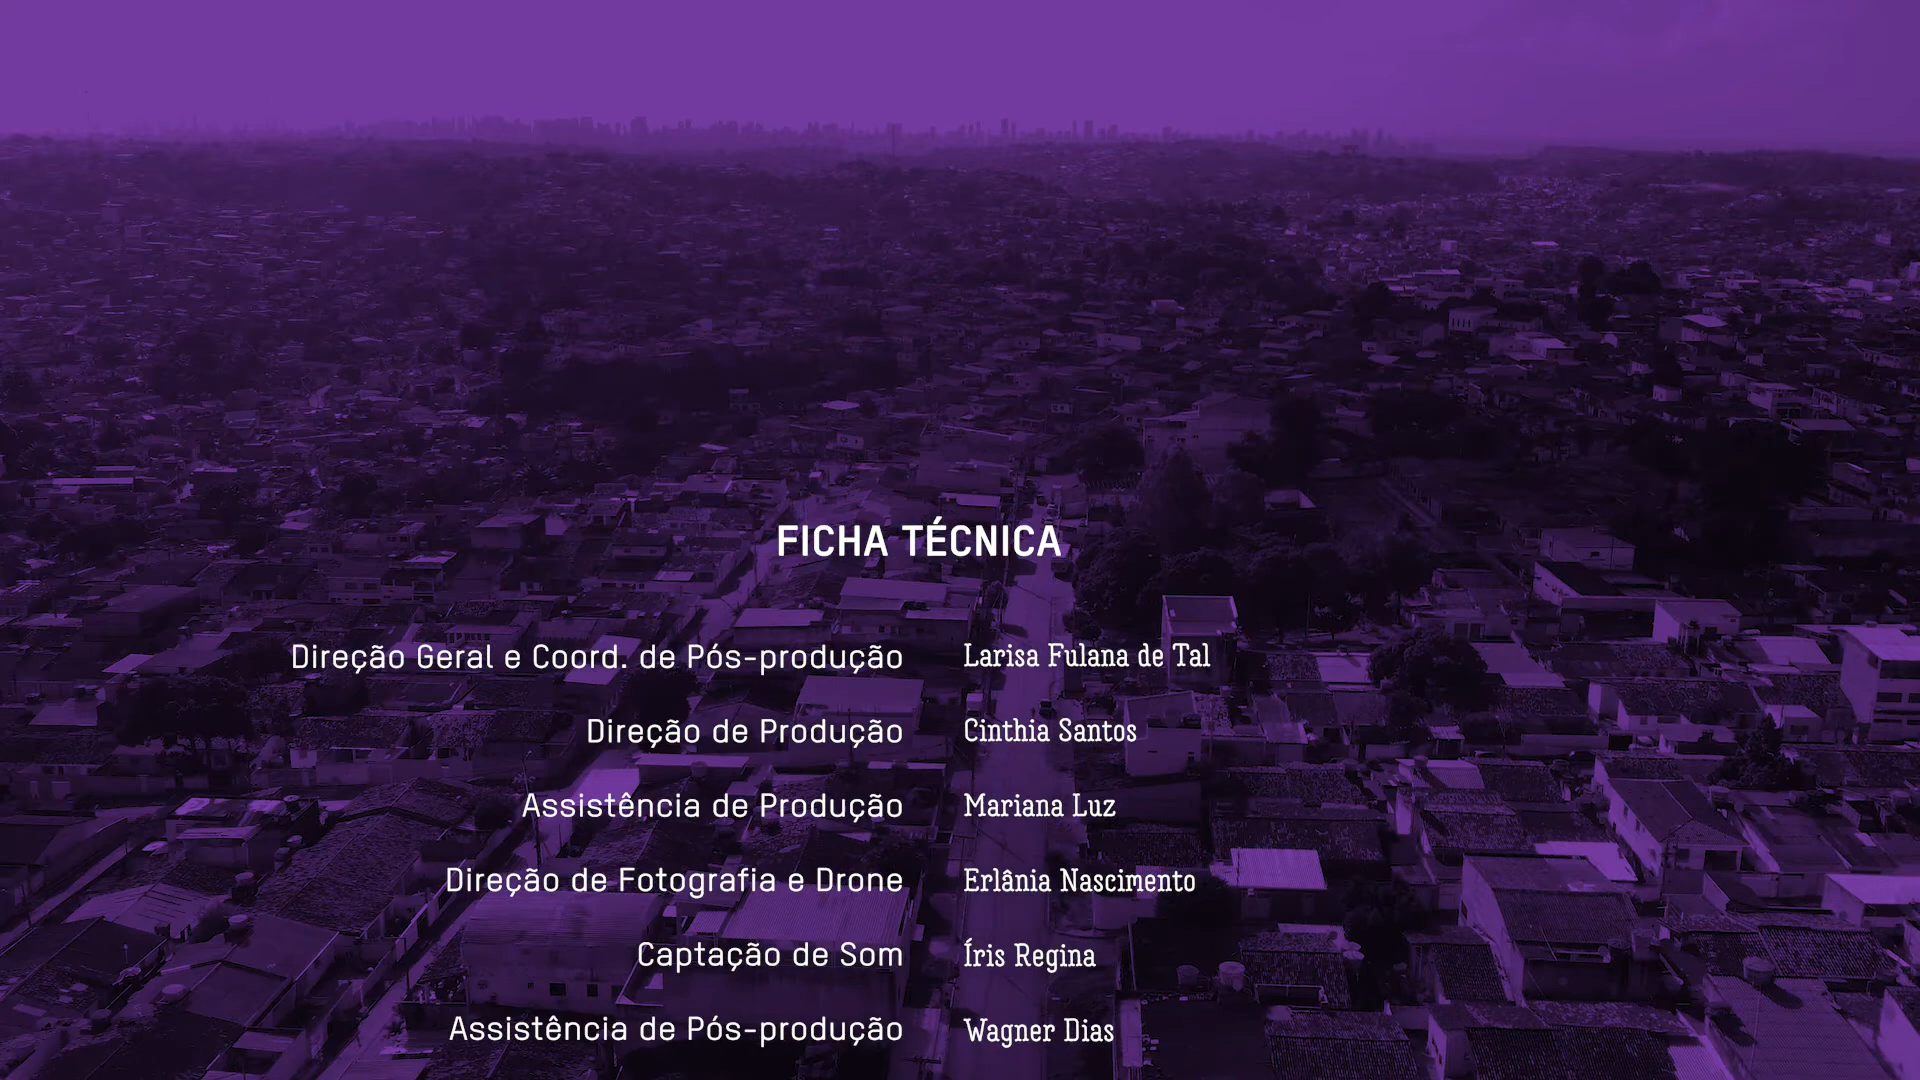 FICHA TÉCNICA
Direção Geral e Coord. de Pós-produção Larisa Fulana de Tal
Direção de Produção Cinthia Santos
Assistência de Produção Mariana Luz
Direção de Fotografia e Drone Erlânia Nascimento
Captação de Som Íris Regina
Assistência de Pós-produção Wagner Dias